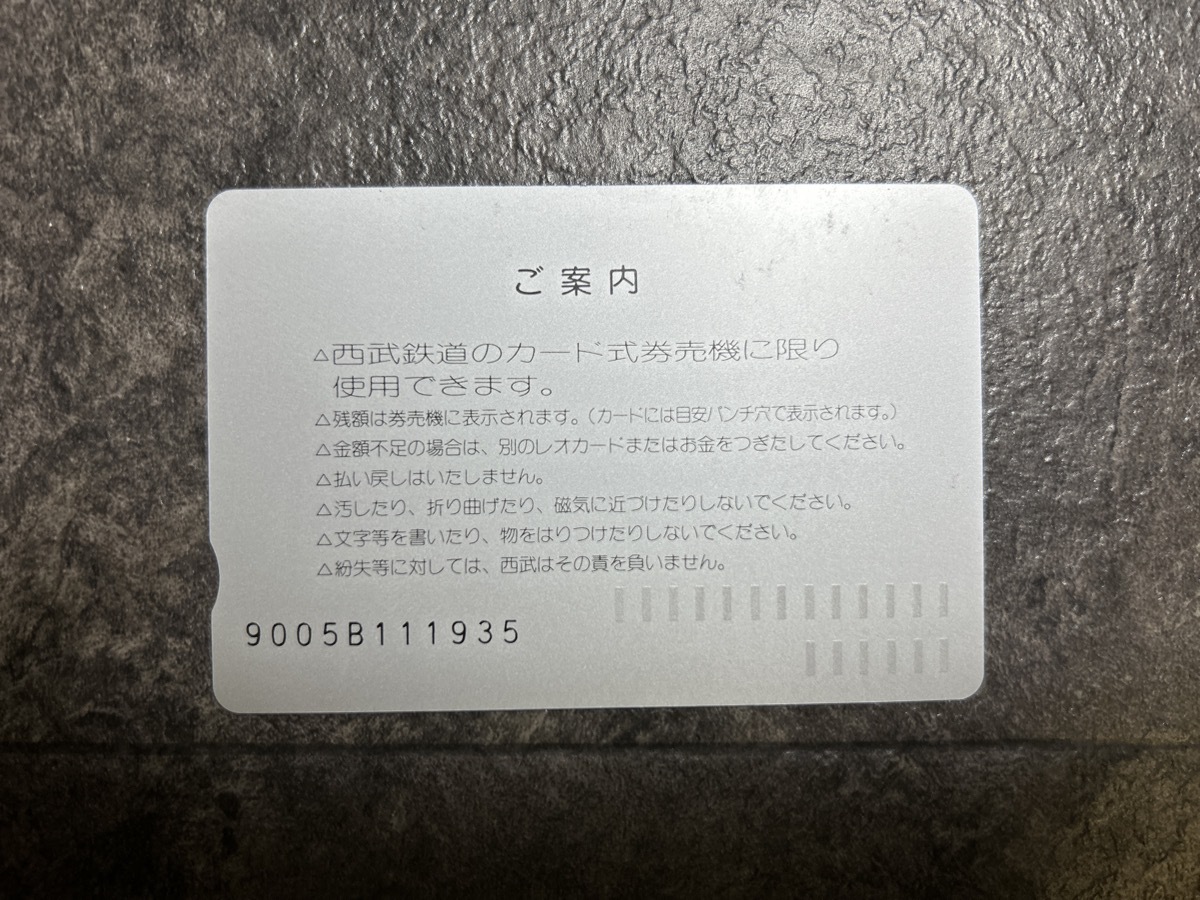 ご案内
△西武鉄道のカード式券売機に限り
使用できます。
△残額は券売機に表示されます。（カードには目安パンチ穴で表示されます。）
△金額不足の場合は、別のレオカードまたはお金をつぎたしてください。
△払い戻しはいたしません。
△汚したり、折り曲げたり、磁気に近づけたりしないでください。
△文字等を書いたり、物をはりつけたりしないでください。
△紛失等に対しては、西武はその責を負いません。
9005B111935